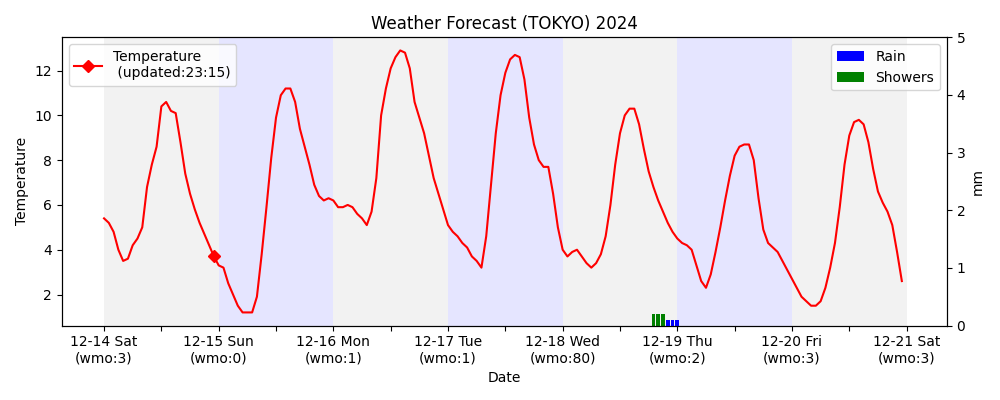 Weather Forecast (TOKYO) 2024
Temperature
(updated:23:15)
Rain
Showers
Temperature
12
10
8
6
4
2
5
4
3
2
1
0
mm
12-14 Sat
(wmo:3)
12-15 Sun
(wmo:0)
12-16 Mon
(wmo:1)
12-17 Tue
(wmo:1)
12-18 Wed
(wmo:80)
12-19 Thu
(wmo:2)
12-20 Fri
(wmo:3)
12-21 Sat
(wmo:3)
Date